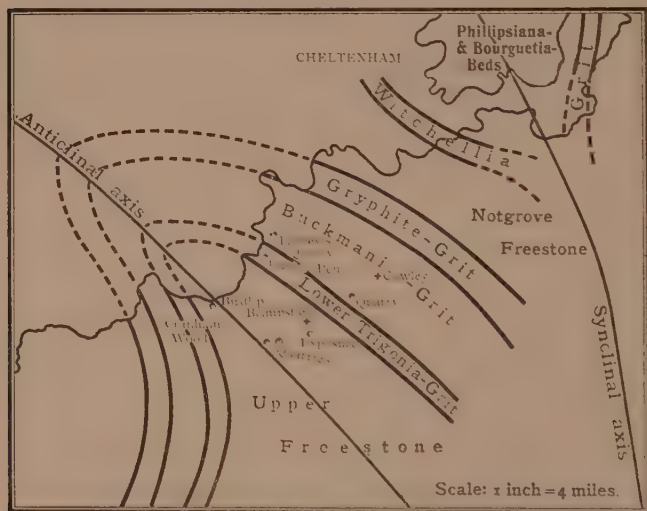 Phillipsiana-
& Bourguetia-
Beds
Grit
CHELTENHAM
Witchellia
Anticlinal axis
Gryphite-Grit
Notgrove
Freestone
Buckmani-Grit
Lower Trigonia-Grit
Synclinal axis
Birdlip
Upper
Freestone
Scale: 1 inch = 4 miles.